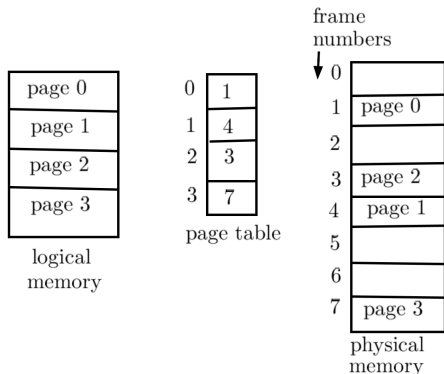 frame
numbers
page 0
page 1
page 2
page 3
logical
memory
0 1
1 4
2 3
3 7
page table
0
1 page 0
2
3 page 2
4 page 1
5
6
7 page 3
physical
memory